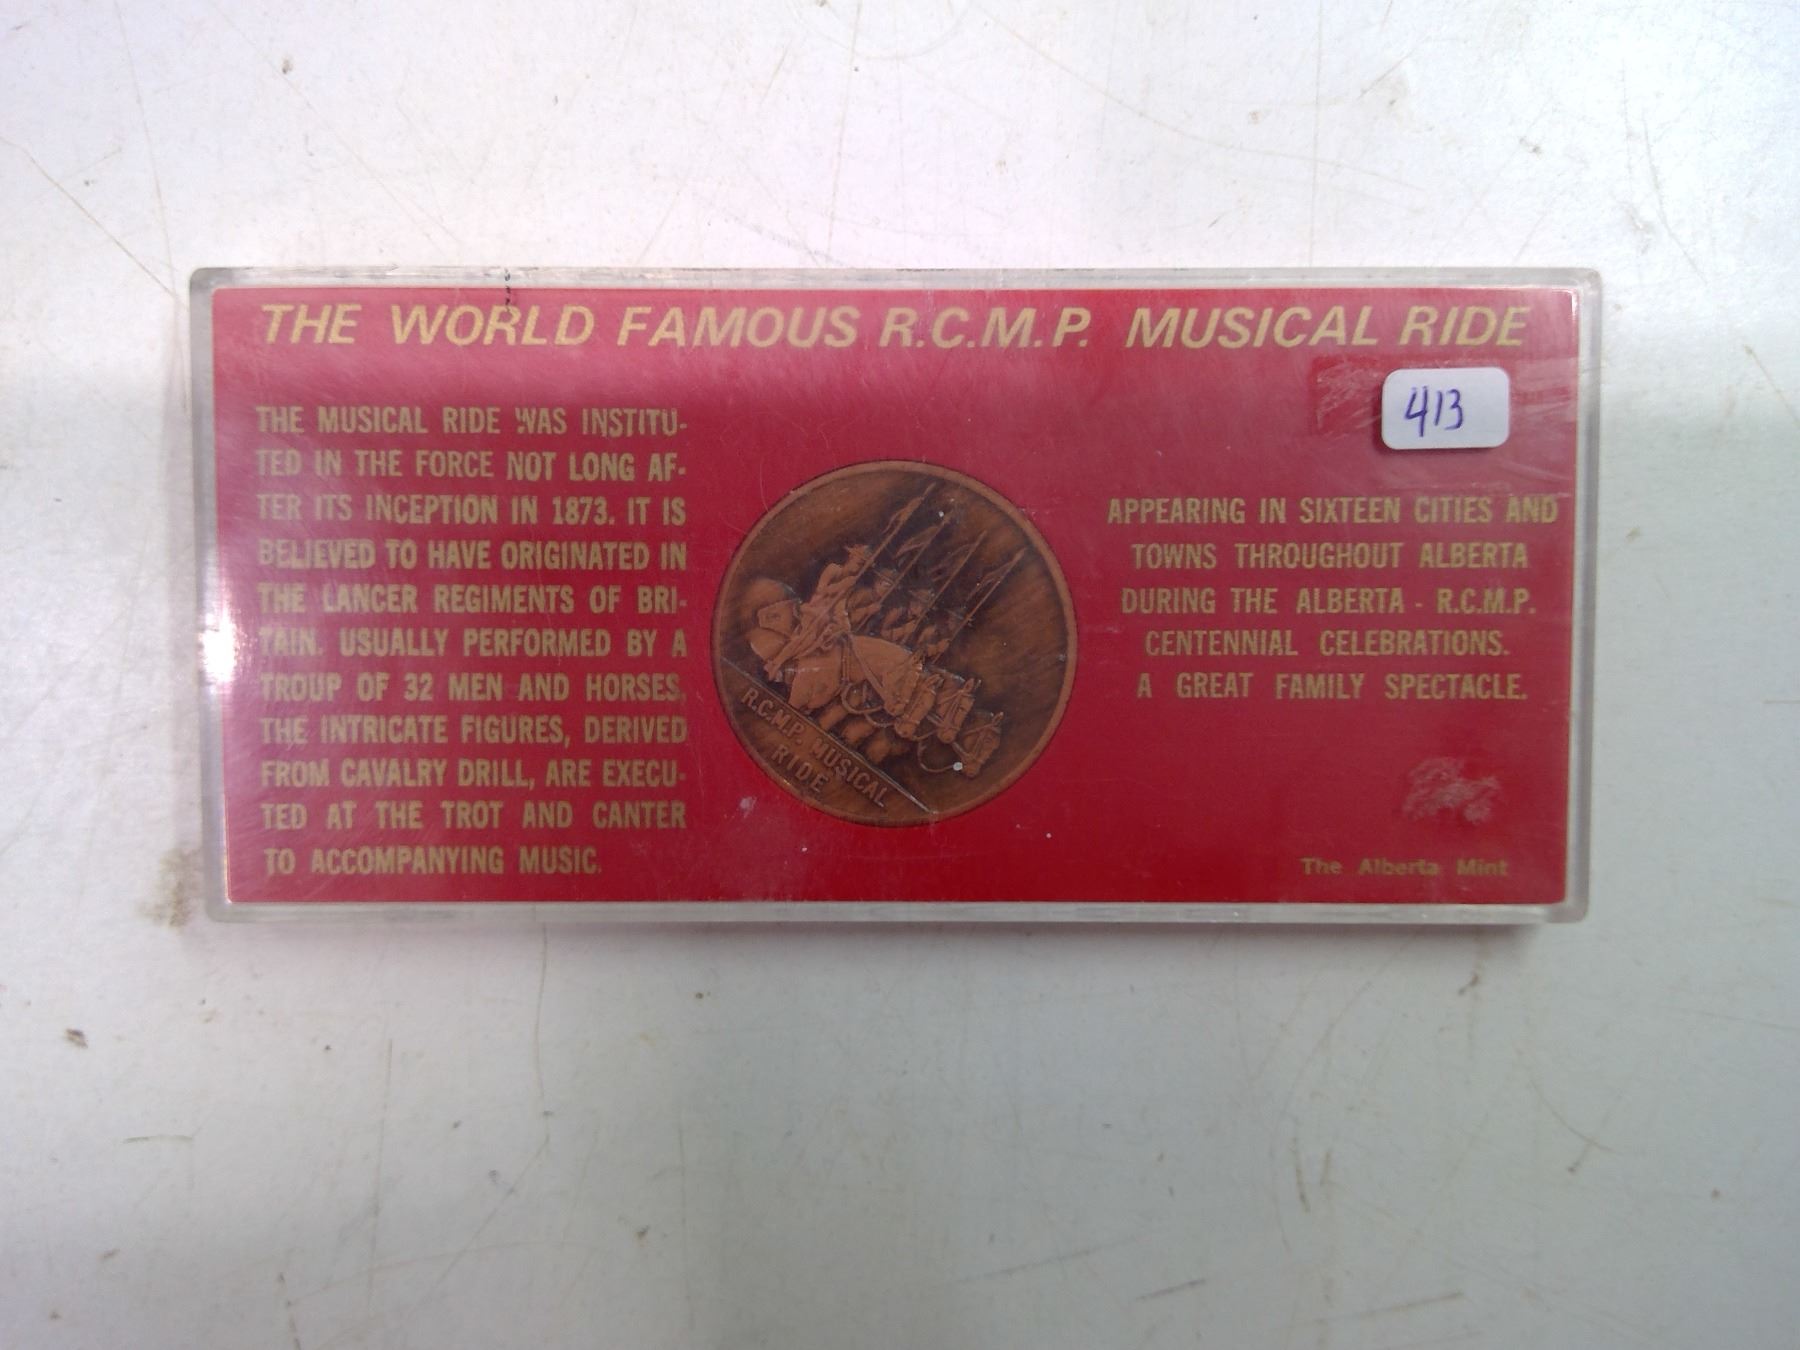 THE WORLD FAMOUS R.C.M.P. MUSICAL RIDE
413
THE MUSICAL RIDE WAS INSTITU-
TED IN THE FORCE NOT LONG AF-
TER ITS INCEPTION IN 1873. IT IS
BELIEVED TO HAVE ORIGINATED IN
THE LANCER REGIMENTS OF BRI-
TAIN. USUALLY PERFORMED BY A
TROUP OF 32 MEN AND HORSES,
THE INTRICATE FIGURES, DERIVED
FROM CAVALRY DRILL, ARE EXECU-
TED AT THE TROT AND CANTER
TO ACCOMPANYING MUSIC.
R.C.M.P. MUSICAL
RIDE
APPEARING IN SIXTEEN CITIES AND
TOWNS THROUGHOUT ALBERTA
DURING THE ALBERTA - R.C.M.P.
CENTENNIAL CELEBRATIONS.
A GREAT FAMILY SPECTACLE.
The Alberta Mint